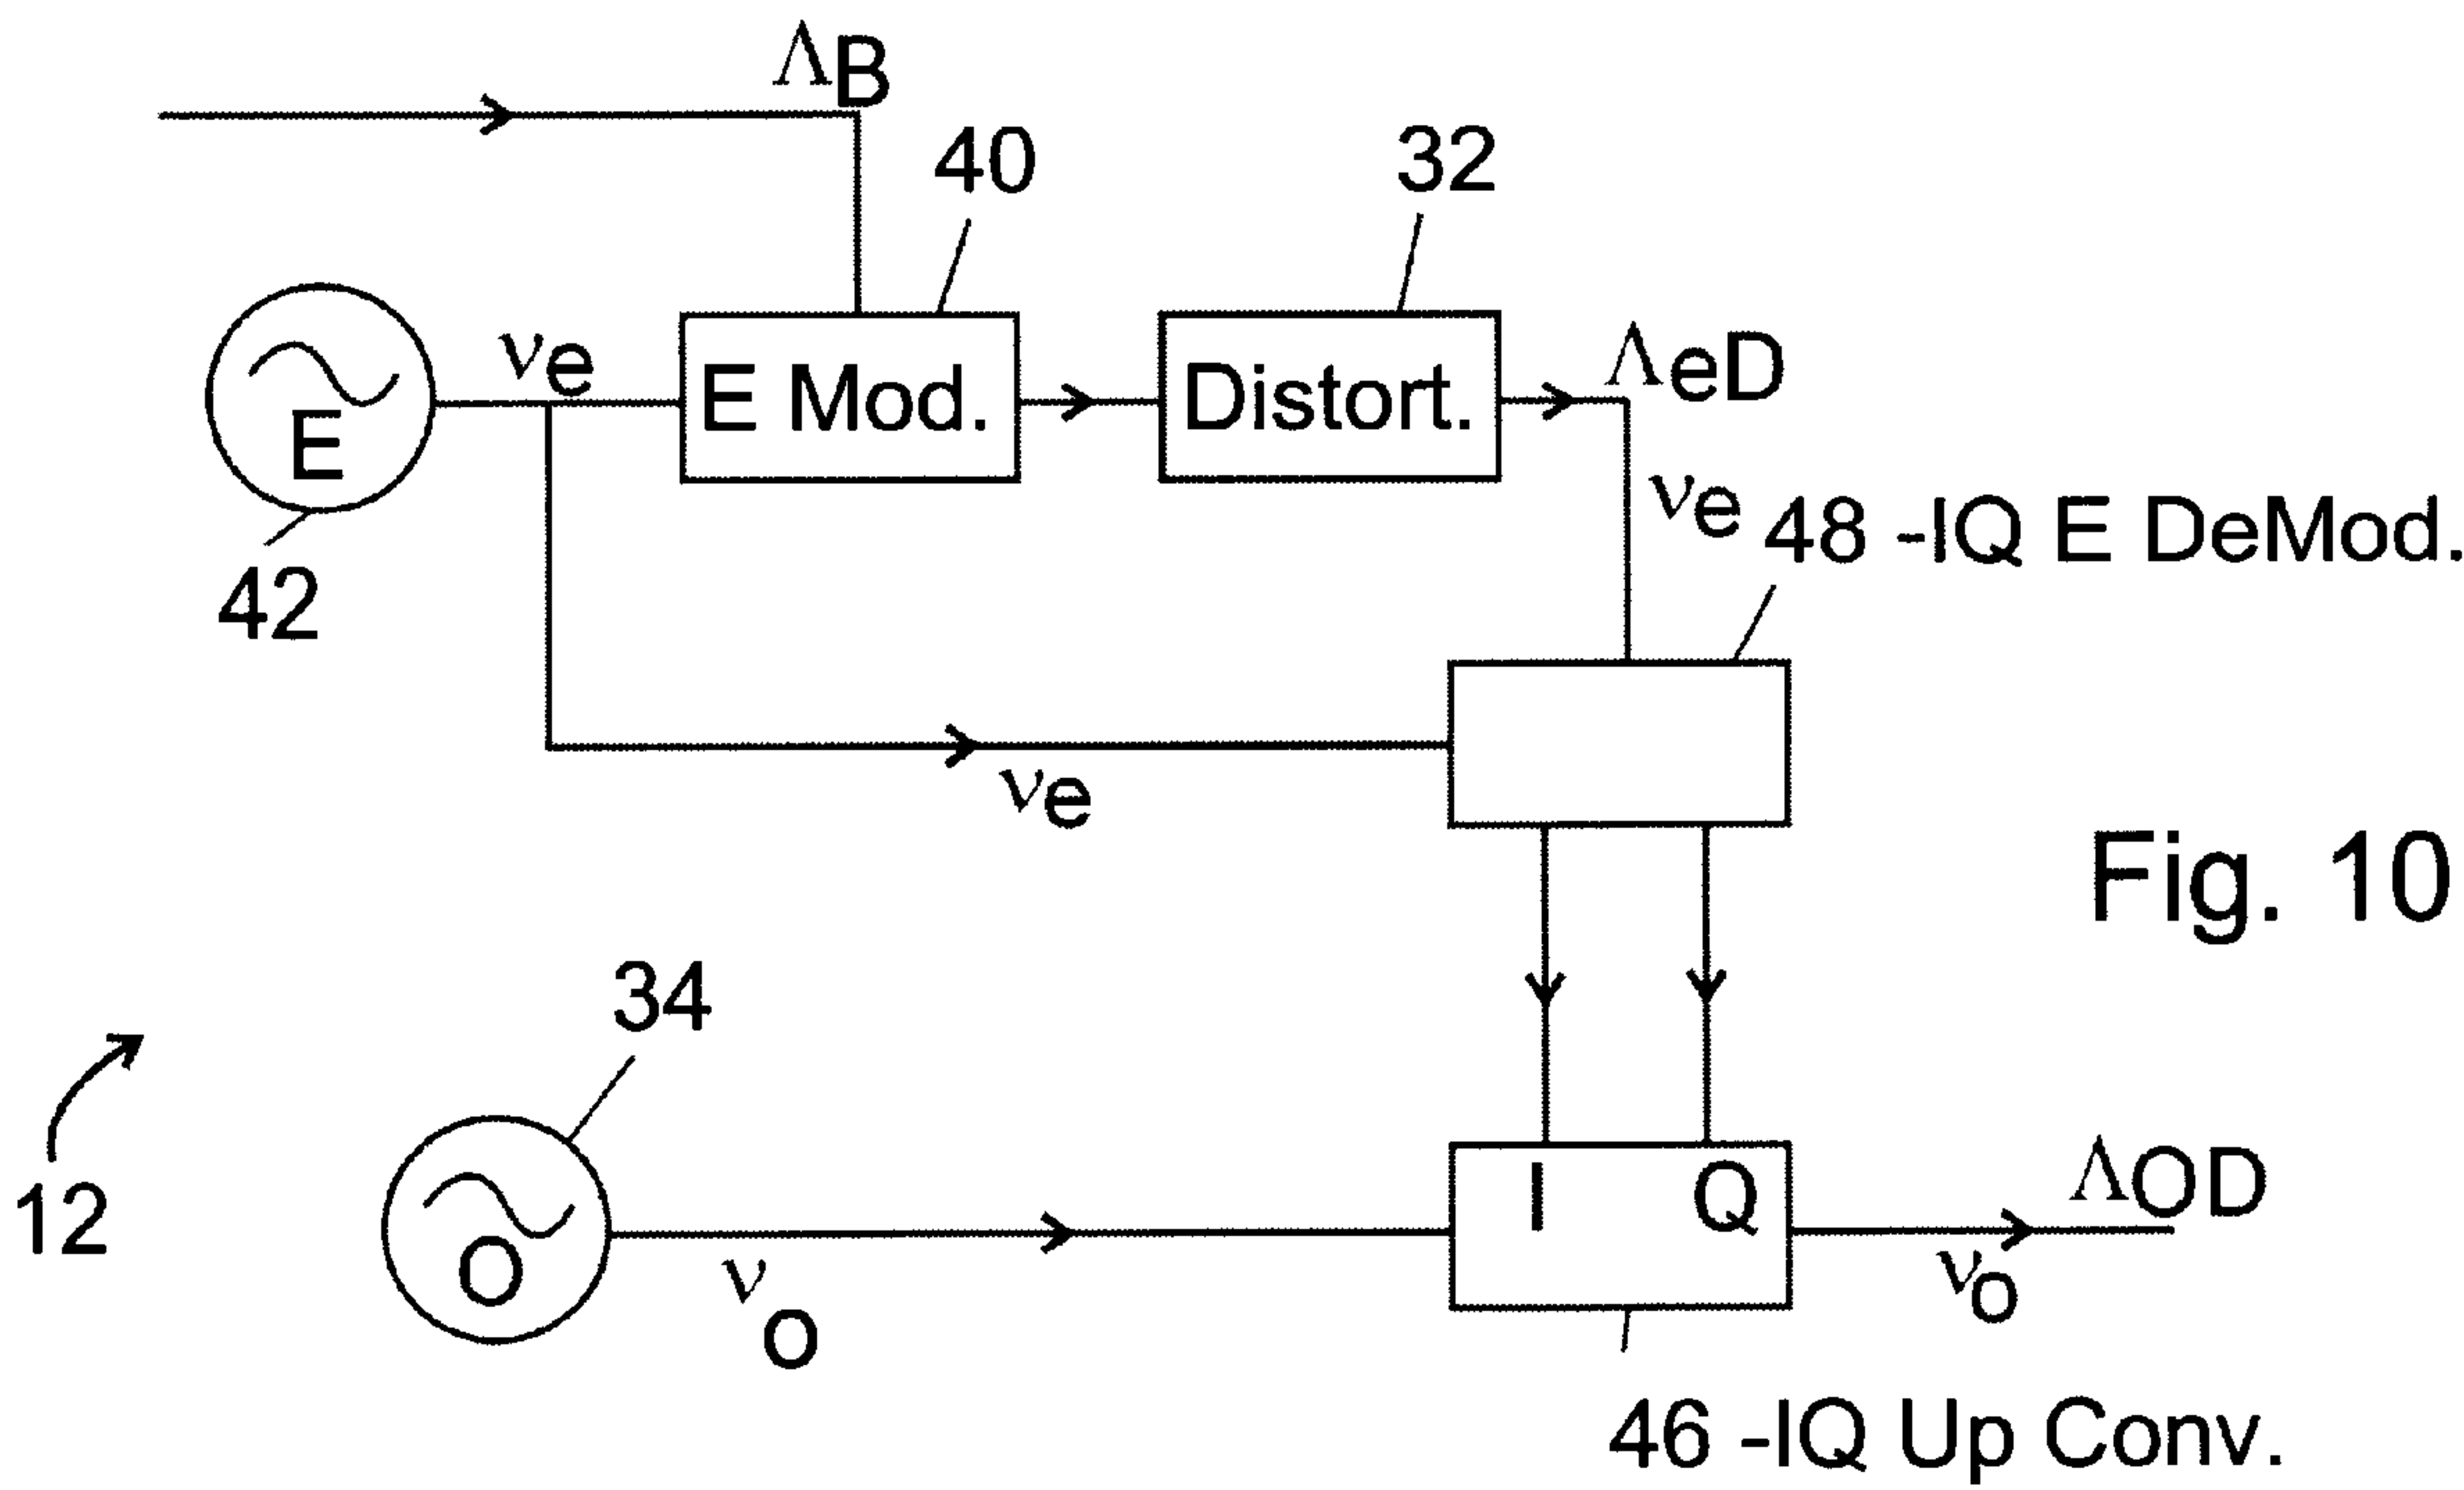 ΛB
40
32
νe
E Mod.
Distort.
ΛeD
E
νe
48 -IQ E DeMod.
42
νe
Fig. 10
34
I Q
ΛOD
12
O
νo
νo
46 -IQ Up Conv.